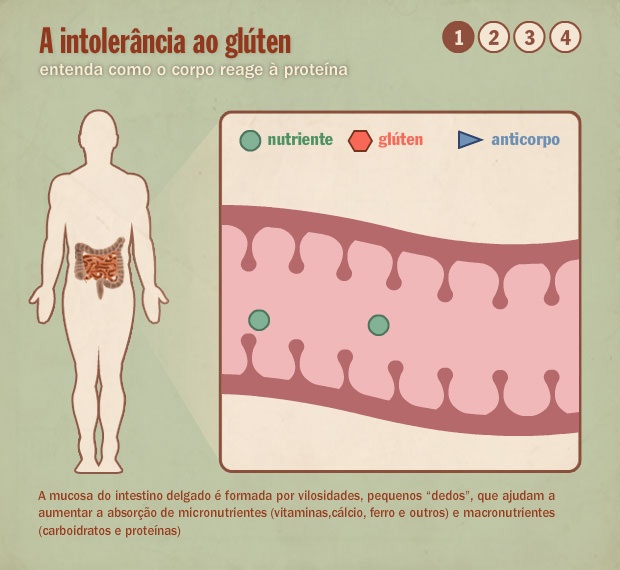 A intolerância ao glúten
1 2 3 4
entenda como o corpo reage à proteína
nutriente glúten anticorpo
A mucosa do intestino delgado é formada por vilosidades, pequenos "dedos", que ajudam a
aumentar a absorção de micronutrientes (vitaminas,cálcio, ferro e outros) e macronutrientes
(carboidratos e proteínas)